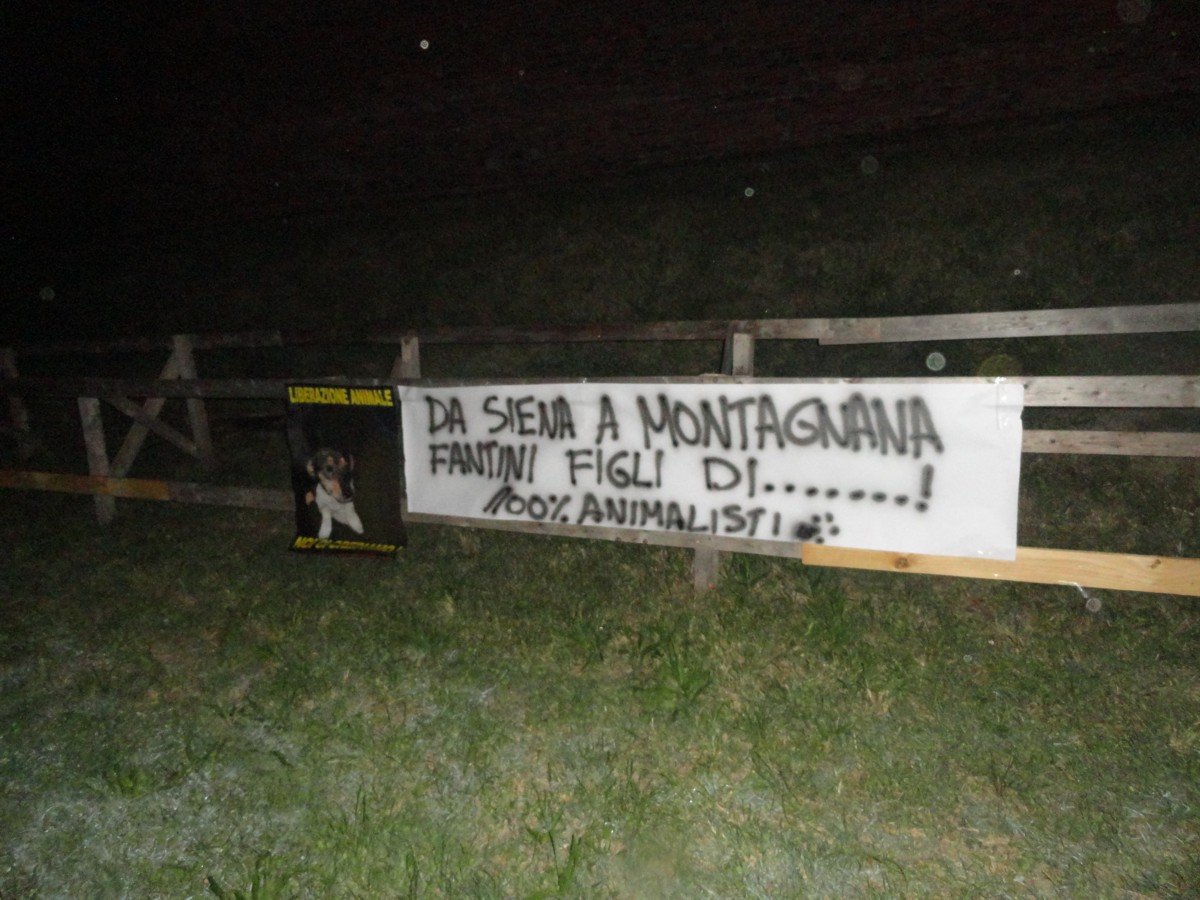 LIBERAZIONE ANIMALE
DA SIENA A MONTAGNANA
FANTINI FIGLI DI........!
100% ANIMALISTI